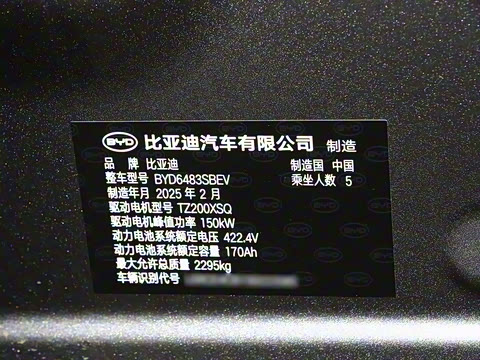 BYD 比亚迪汽车有限公司 制造
品 牌 比亚迪 制造国 中国
整车型号 BYD6483SBEV 乘坐人数 5
制造年月 2025 年 2 月
驱动电机型号 TZ200XSQ
驱动电机峰值功率 150kW
动力电池系统额定电压 422.4V
动力电池系统额定容量 170Ah
最大允许总质量 2295kg
车辆识别代号